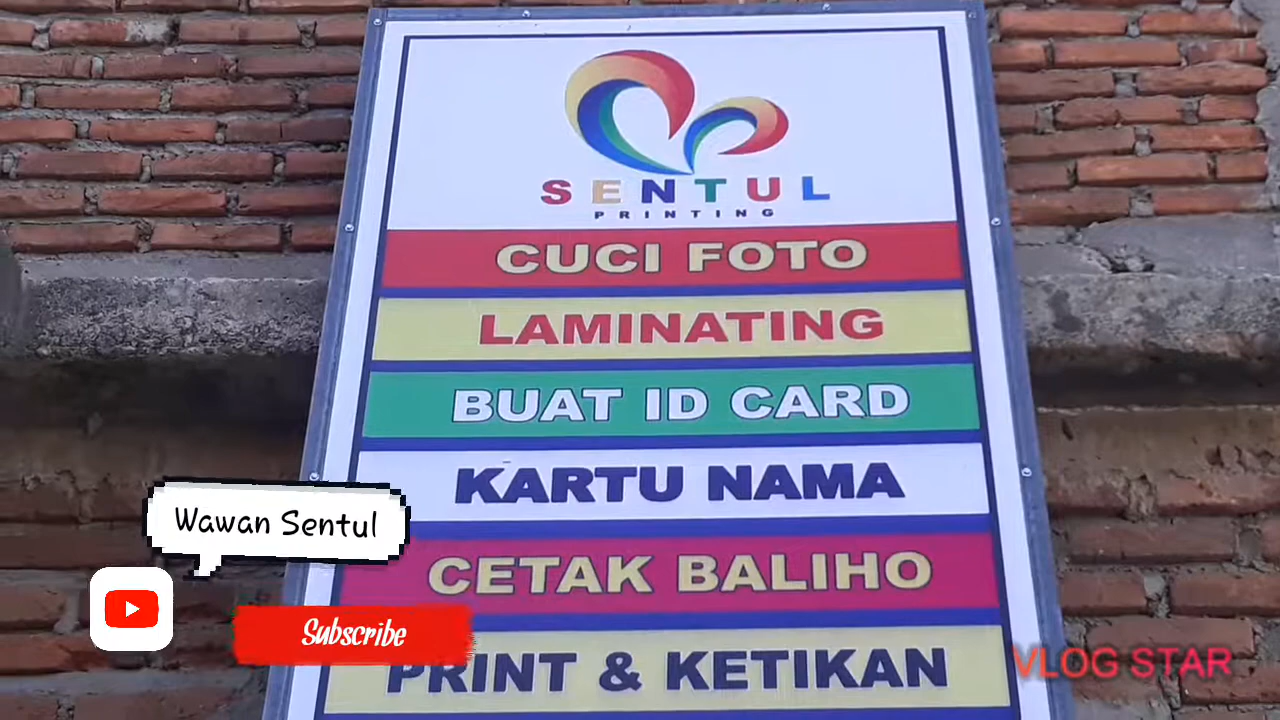 SENTUL
PRINTING
CUCI FOTO
LAMINATING
BUAT ID CARD
KARTU NAMA
CETAK BALIHO
PRINT & KETIKAN
Wawan Sentul
Subscribe
VLOG STAR